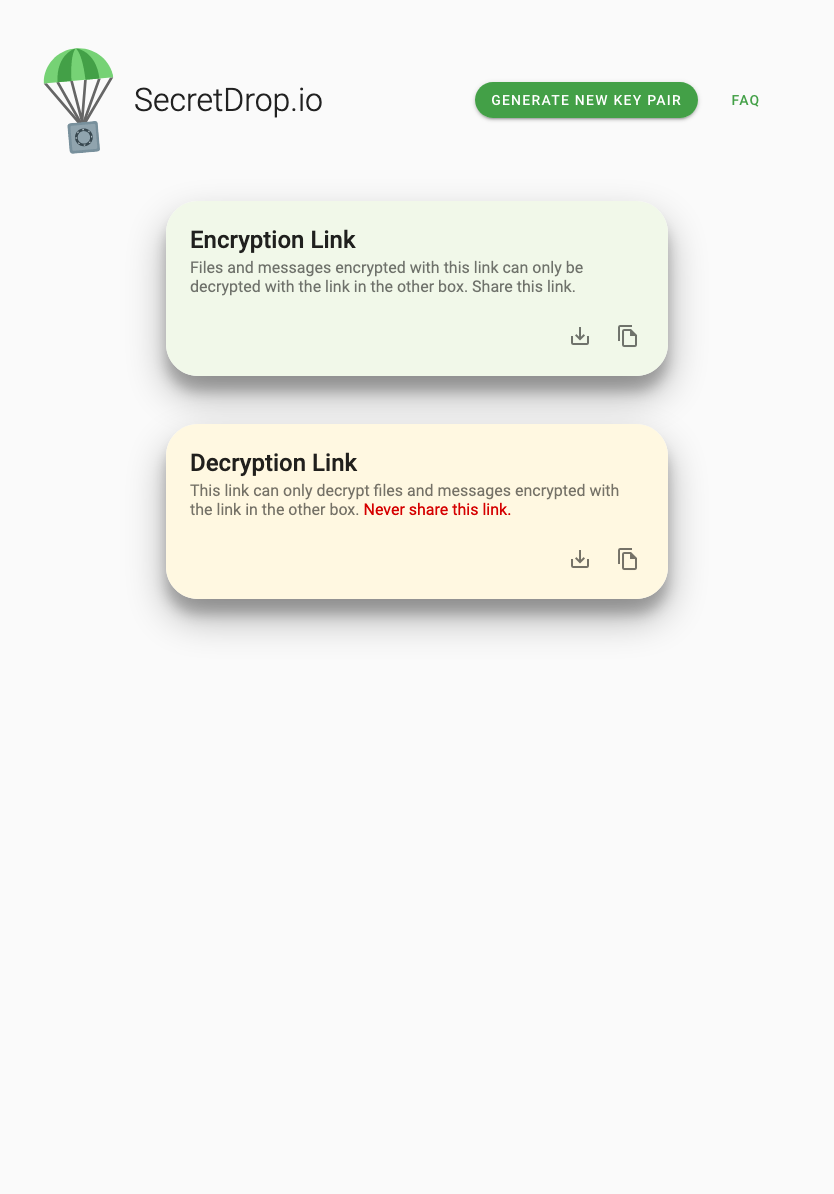 SecretDrop.io
GENERATE NEW KEY PAIR
FAQ
Encryption Link
Files and messages encrypted with this link can only be
decrypted with the link in the other box. Share this link.
Decryption Link
This link can only decrypt files and messages encrypted with
the link in the other box. Never share this link.